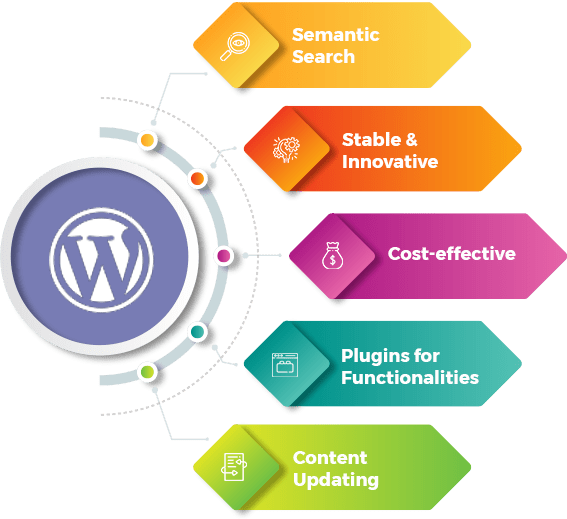 Semantic
Search
Stable &
Innovative
Cost-effective
Plugins for
Functionalities
Content
Updating